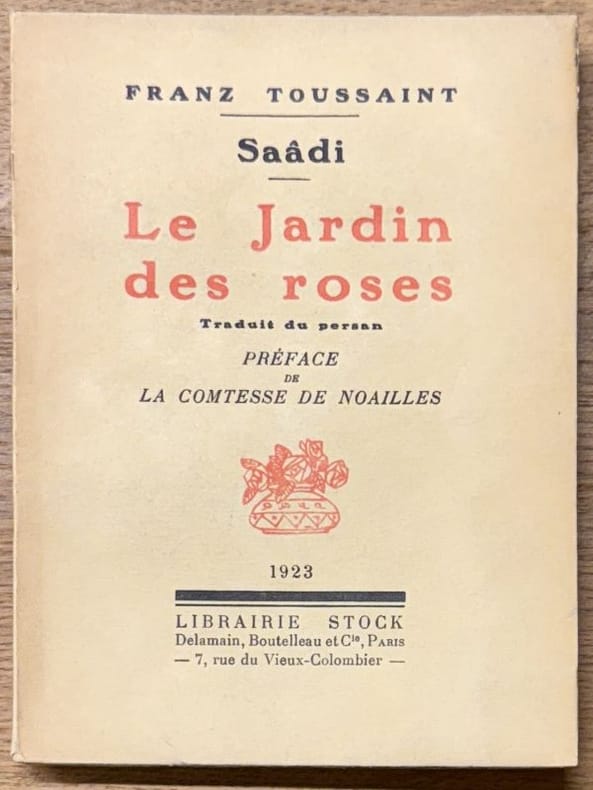 FRANZ TOUSSAINT
Saâdi
Le Jardin
des roses
Traduit du persan
PRÉFACE
DE
LA COMTESSE DE NOAILLES
1923
LIBRAIRIE STOCK
Delamain, Boutelleau et Cie, PARIS
— 7, rue du Vieux-Colombier —